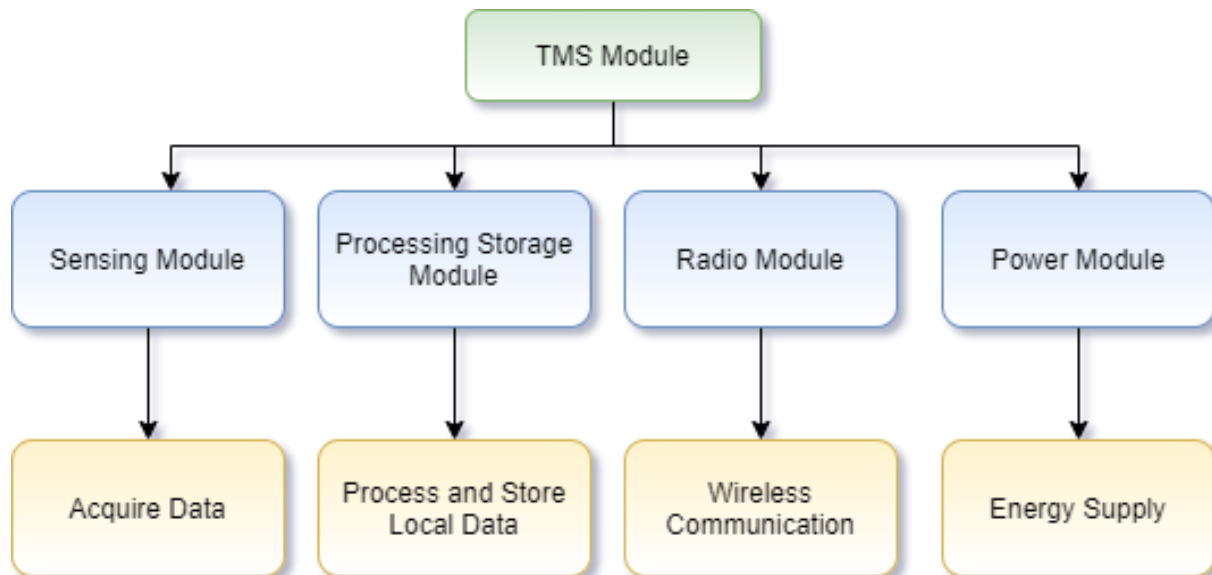 TMS Module
Sensing Module
Processing Storage
Module
Radio Module
Power Module
Acquire Data
Process and Store
Local Data
Wireless
Communication
Energy Supply